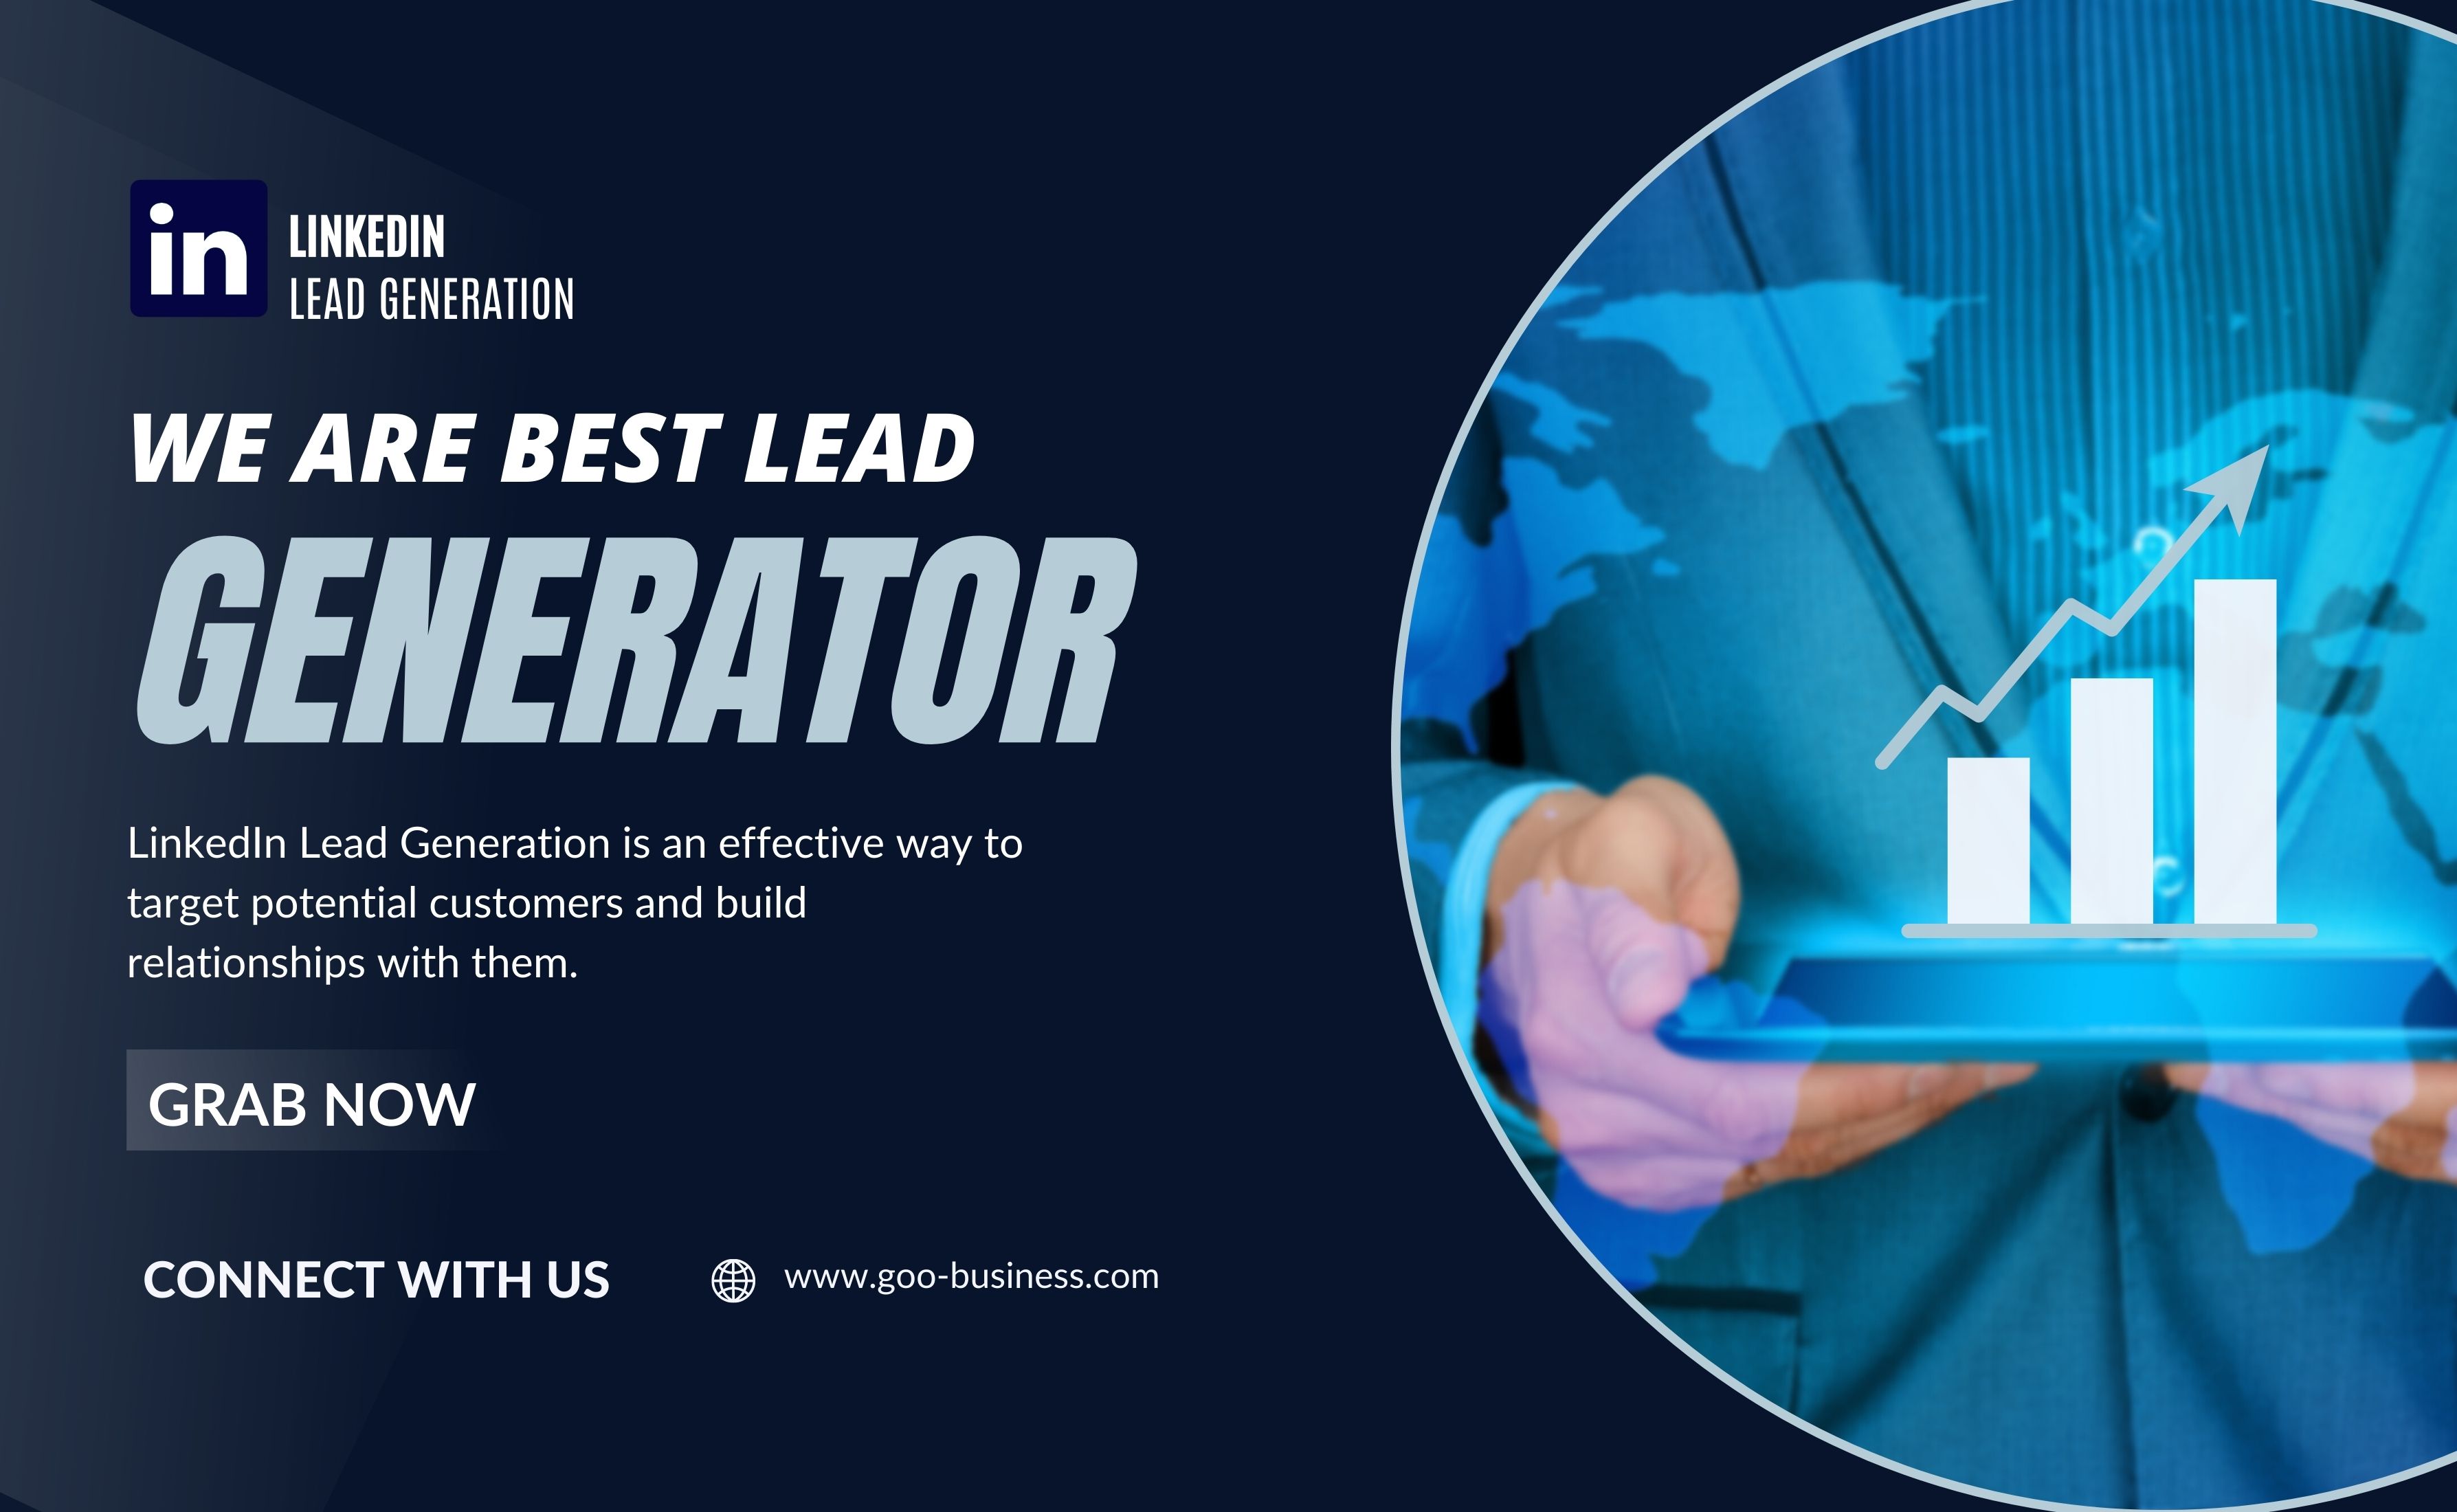 in
LINKEDIN
LEAD GENERATION
WE ARE BEST LEAD
GENERATOR
LinkedIn Lead Generation is an effective way to
target potential customers and build
relationships with them.
GRAB NOW
CONNECT WITH US
www.goo-business.com